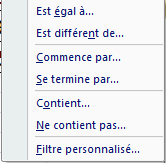 Est égal à...
Est différent de...
Commence par...
Se termine par...
Contient...
Ne contient pas...
Filtre personnalisé...